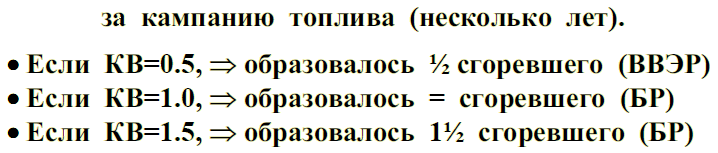 за кампанию топлива (несколько лет).
• Если КВ=0.5, ⇒ образовалось ½ сгоревшего (ВВЭР)
• Если КВ=1.0, ⇒ образовалось = сгоревшего (БР)
• Если КВ=1.5, ⇒ образовалось 1½ сгоревшего (БР)